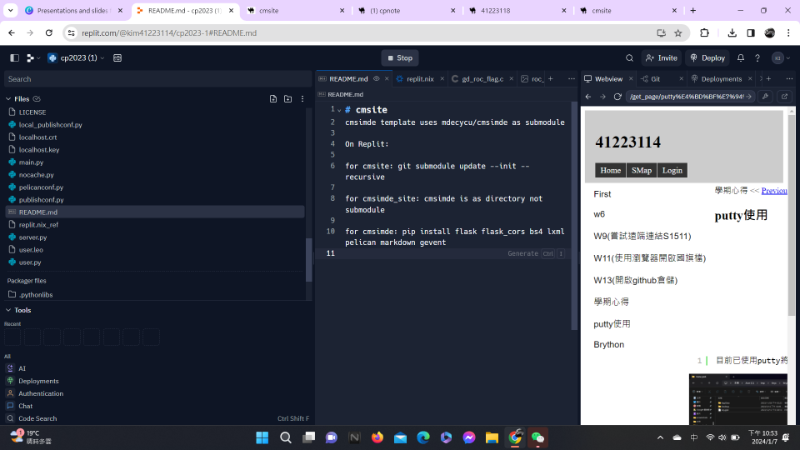 Presentations and slides f
README.md - cp2023 (1) -
cmsite
(1) cpnote
41223118
cmsite
replit.com/@kim41223114/cp2023-1#README.md
cp2023 (1)
Stop
Invite
Deploy
Search
Files
LICENSE
local_publishconf.py
localhost.crt
localhost.key
main.py
nocache.py
pelicanconf.py
publishconf.py
README.md
replit.nix_ref
server.py
user.leo
user.py
Packager files
.pythonlibs
Tools
Recent
All
AI
Deployments
Authentication
Chat
Code Search
Ctrl Shift F
README.md
replit.nix
gd_roc_flag.c
roc_
README.md
1 # cmsite
2 cmsimde template uses mdecycu/cmsimde as submodule
3
4 On Replit:
5
6 for cmsite: git submodule update --init --
recursive
7
8 for cmsimde_site: cmsimde is as directory not
submodule
9
10 for cmsimde: pip install flask flask_cors bs4 lxml
pelican markdown gevent
11
Generate Ctrl I
Webview
Git
Deployments
41223114
Home SMap Login
First
w6
W9(嘗試遠端連結S1511)
W11(使用瀏覽器開啟國旗檔)
W13(開啟github倉儲)
學期心得
putty使用
Brython
學期心得 << Previou
putty使用
1 目前已使用putty將
19°C
晴時多雲
中
下午 10:53
2024/1/7